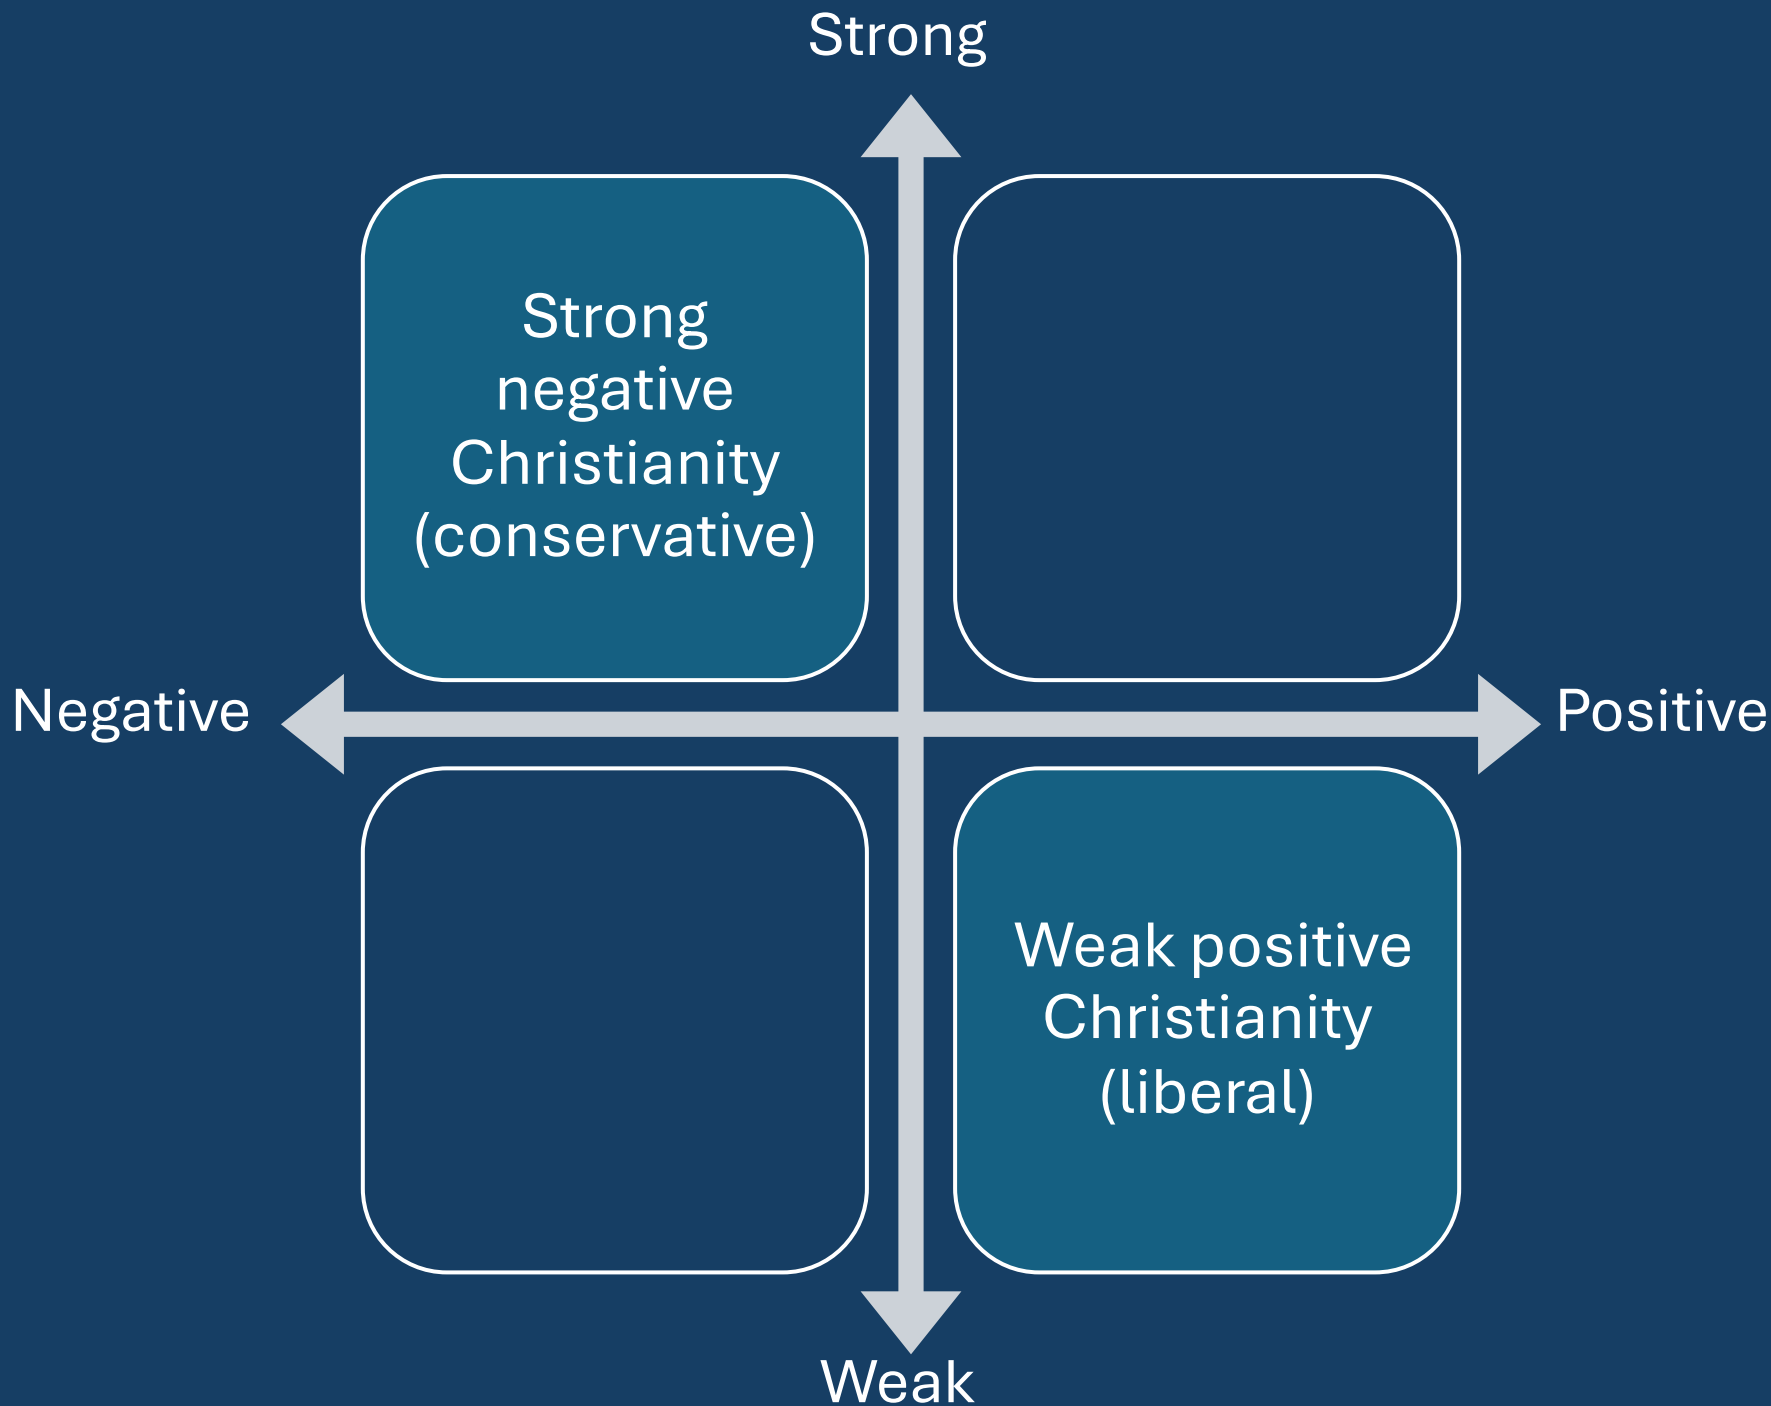 Strong
Strong
negative
Christianity
(conservative)
Negative
Positive
Weak positive
Christianity
(liberal)
Weak